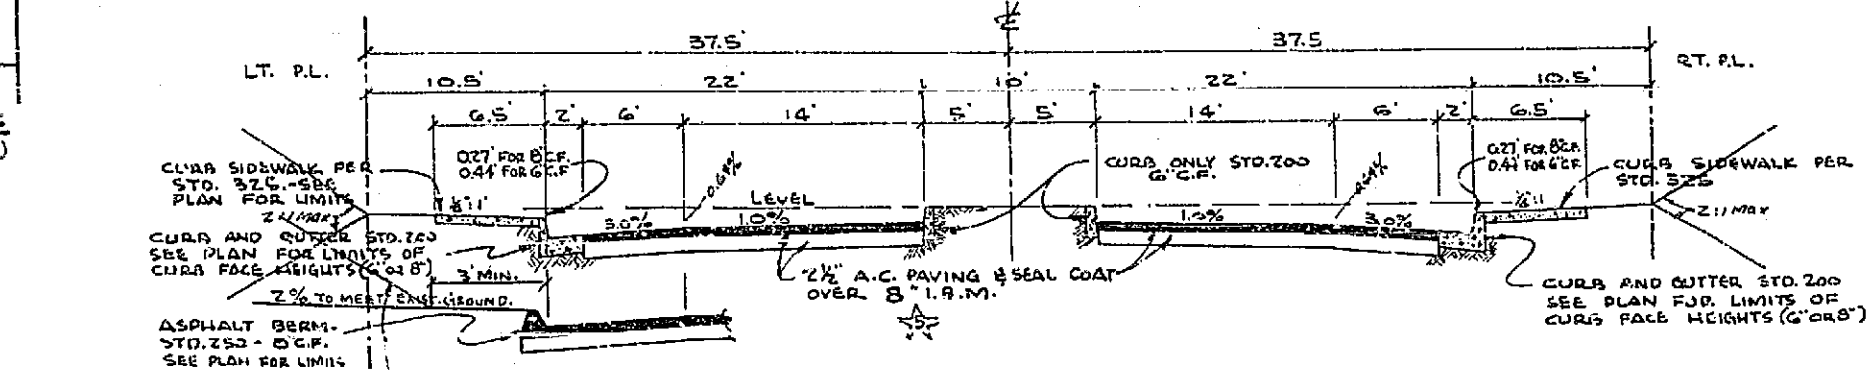 37.5'
37.5
LT. P.L.
RT. P.L.
10.5'
22'
10'
22'
10.5'
6.5'
2'
6'
14'
5'
5'
14'
6'
2'
6.5'
0.27' FOR 8" C.F.
0.44' FOR 6" C.F.
0.27' FOR 8" C.F.
0.44' FOR 6" C.F.
CURB SIDEWALK PER
STD. 325.-SEE
PLAN FOR LIMITS
2:1 MAX
CURB ONLY STD.200
6" C.F.
CURB SIDEWALK PER
STD. 325
2:1 MAX
LEVEL
1.0%
1.0%
CURB AND GUTTER STD.200
SEE PLAN FOR LIMITS OF
CURB FACE HEIGHTS (6" OR 8")
3' MIN.
2% TO MEET EXIST. GROUND.
2½" A.C. PAVING & SEAL COAT
OVER 8" I.B.M.
5
CURB AND GUTTER STD.200
SEE PLAN FOR LIMITS OF
CURB FACE HEIGHTS (6" OR 8")
ASPHALT BERM-
STD.252 - 8" C.F.
SEE PLAN FOR LIMITS